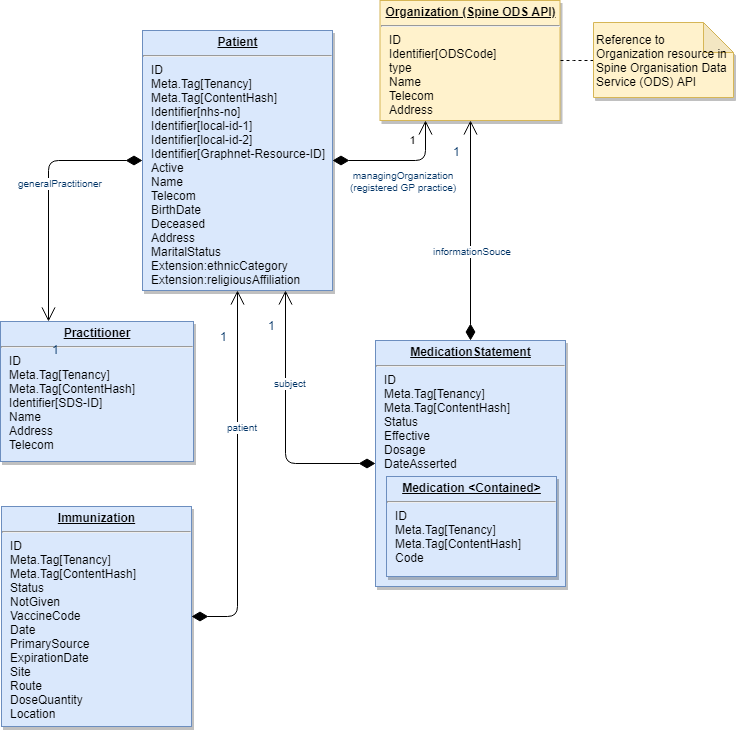 Organization (Spine ODS API)
ID
Identifier[ODSCode]
type
Name
Telecom
Address
Reference to
Organization resource in
Spine Organisation Data
Service (ODS) API
Patient
ID
Meta.Tag[Tenancy]
Meta.Tag[ContentHash]
Identifier[nhs-no]
Identifier[local-id-1]
Identifier[local-id-2]
Identifier[Graphnet-Resource-ID]
Active
Name
Telecom
BirthDate
Deceased
Address
MaritalStatus
Extension:ethnicCategory
Extension:religiousAffiliation
1
managingOrganization
(registered GP practice)
1
informationSouce
generalPractitioner
1
Practitioner
ID
Meta.Tag[Tenancy]
Meta.Tag[ContentHash]
Identifier[SDS-ID]
Name
Address
Telecom
1
patient
1
subject
MedicationStatement
ID
Meta.Tag[Tenancy]
Meta.Tag[ContentHash]
Status
Effective
Dosage
DateAsserted
Medication <Contained>
ID
Meta.Tag[Tenancy]
Meta.Tag[ContentHash]
Code
Immunization
ID
Meta.Tag[Tenancy]
Meta.Tag[ContentHash]
Status
NotGiven
VaccineCode
Date
PrimarySource
ExpirationDate
Site
Route
DoseQuantity
Location